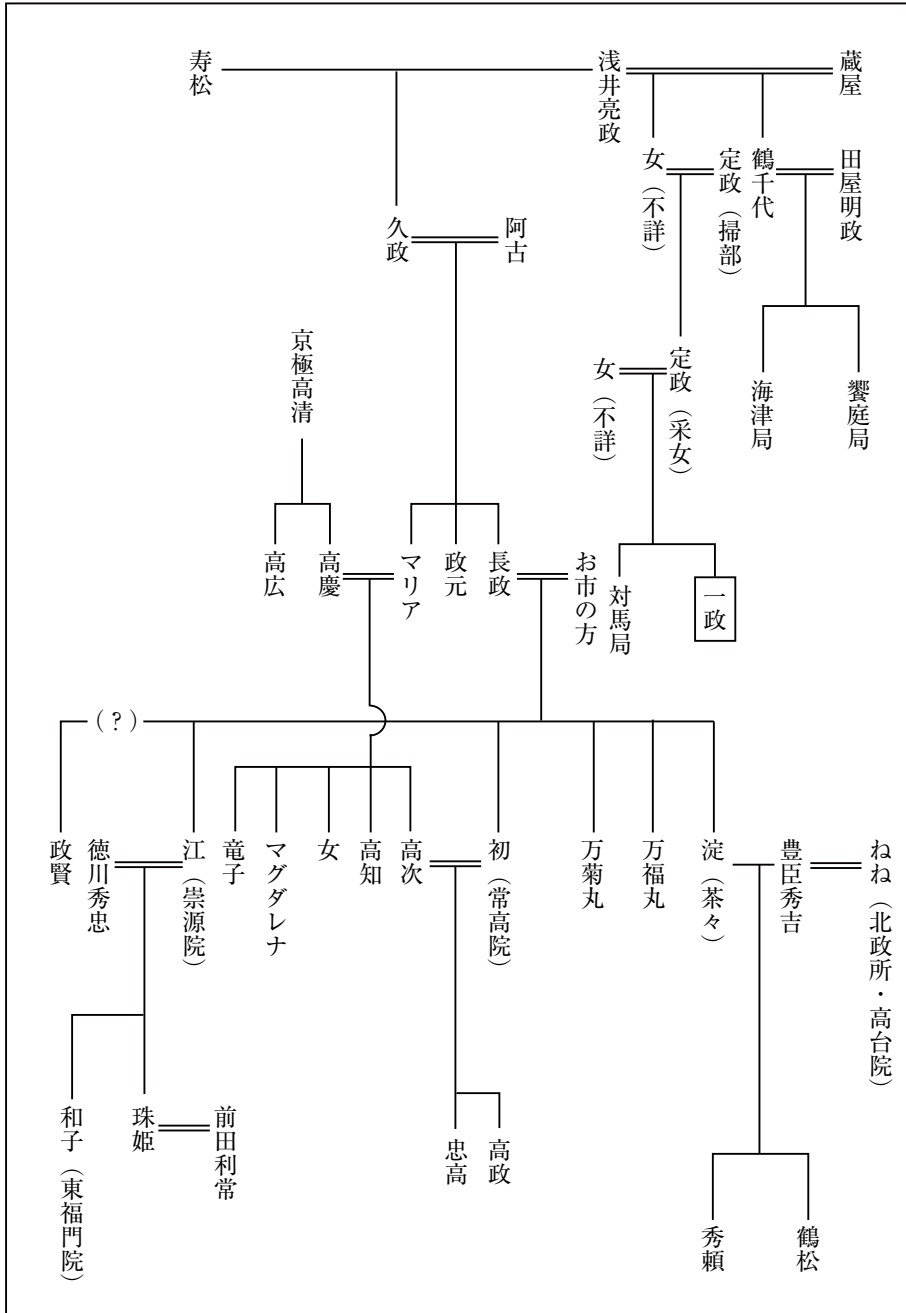 蔵屋
浅井亮政
寿松
田屋明政
鶴千代
定政（掃部）
女（不詳）
阿古
久政
饗庭局
海津局
定政（采女）
女（不詳）
京極高清
一政
対馬局
お市の方
長政
政元
マリア
高慶
高広
（？）
ねね（北政所・高台院）
豊臣秀吉
淀（茶々）
万福丸
万菊丸
初（常高院）
高次
高知
女
マグダレナ
竜子
江（崇源院）
徳川秀忠
政賢
鶴松
秀頼
高政
忠高
前田利常
珠姫
和子（東福門院）